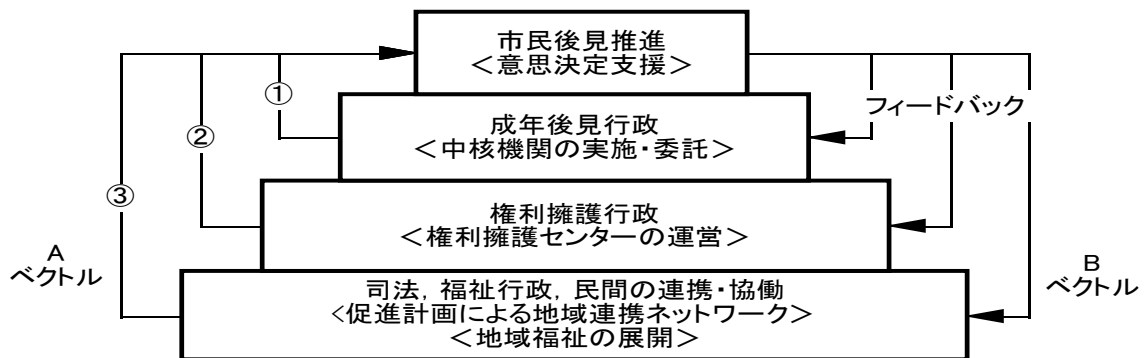 市民後見推進
＜意思決定支援＞
①
フィードバック
成年後見行政
＜中核機関の実施・委託＞
②
③
権利擁護行政
＜権利擁護センターの運営＞
A
ベクトル
B
ベクトル
司法，福祉行政，民間の連携・協働
<促進計画による地域連携ネットワーク＞
＜地域福祉の展開＞